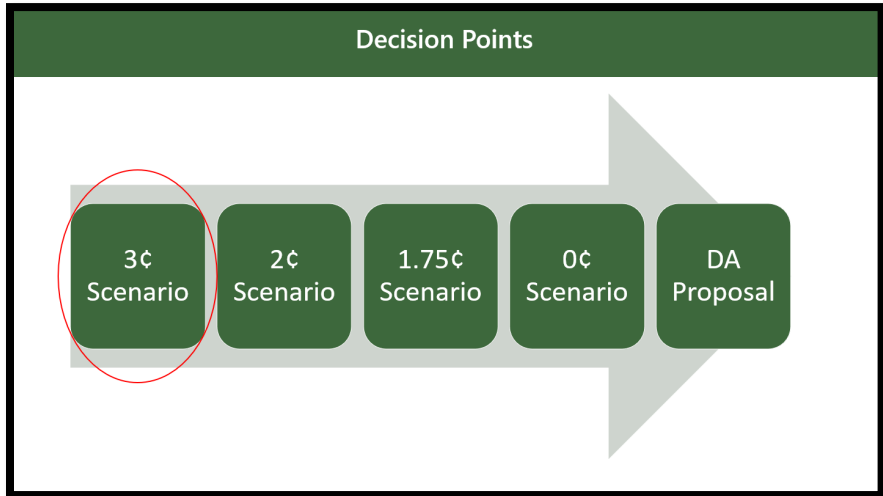 Decision Points
3¢
Scenario
2¢
Scenario
1.75¢
Scenario
0¢
Scenario
DA
Proposal